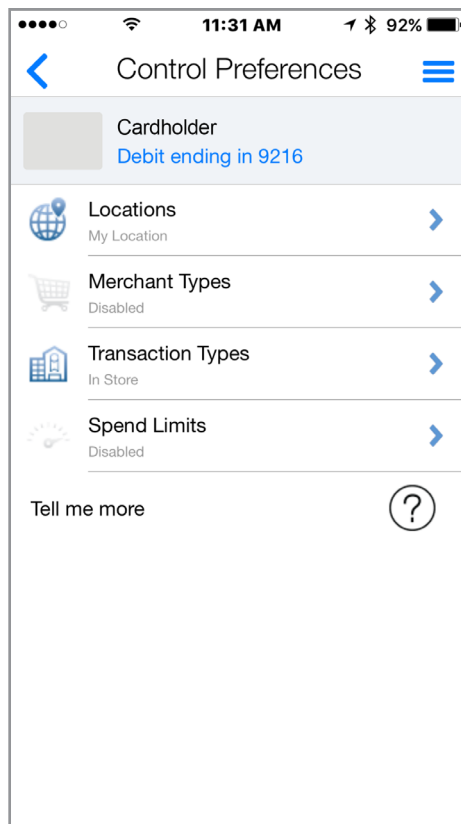 11:31 AM 92%
Control Preferences
Cardholder
Debit ending in 9216
Locations
My Location
Merchant Types
Disabled
Transaction Types
In Store
Spend Limits
Disabled
Tell me more ?